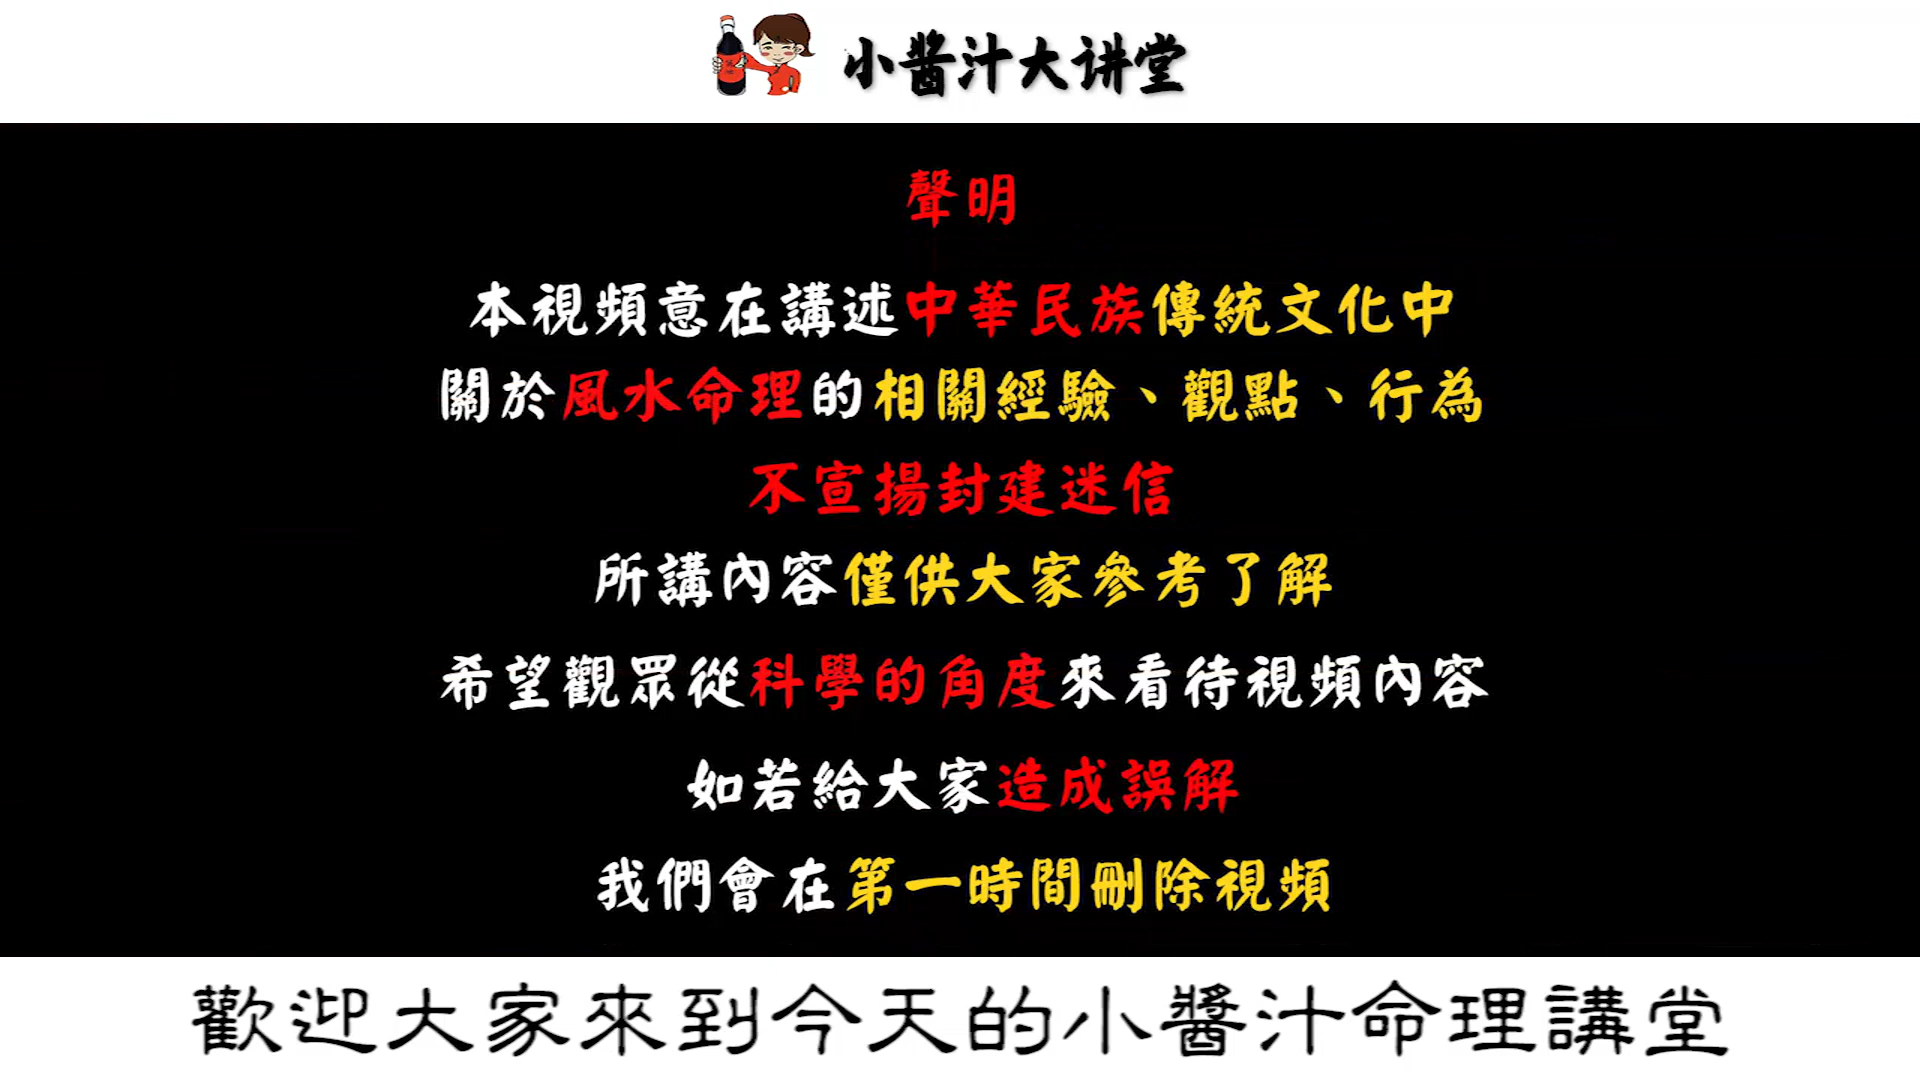 小醬汁大讲堂
聲明
本視頻意在講述中華民族傳統文化中
關於風水命理的相關經驗、觀點、行為
不宣揚封建迷信
所講內容僅供大家參考了解
希望觀眾從科學的角度來看待視頻內容
如若給大家造成誤解
我們會在第一時間刪除視頻
歡迎大家來到今天的小醬汁命理講堂